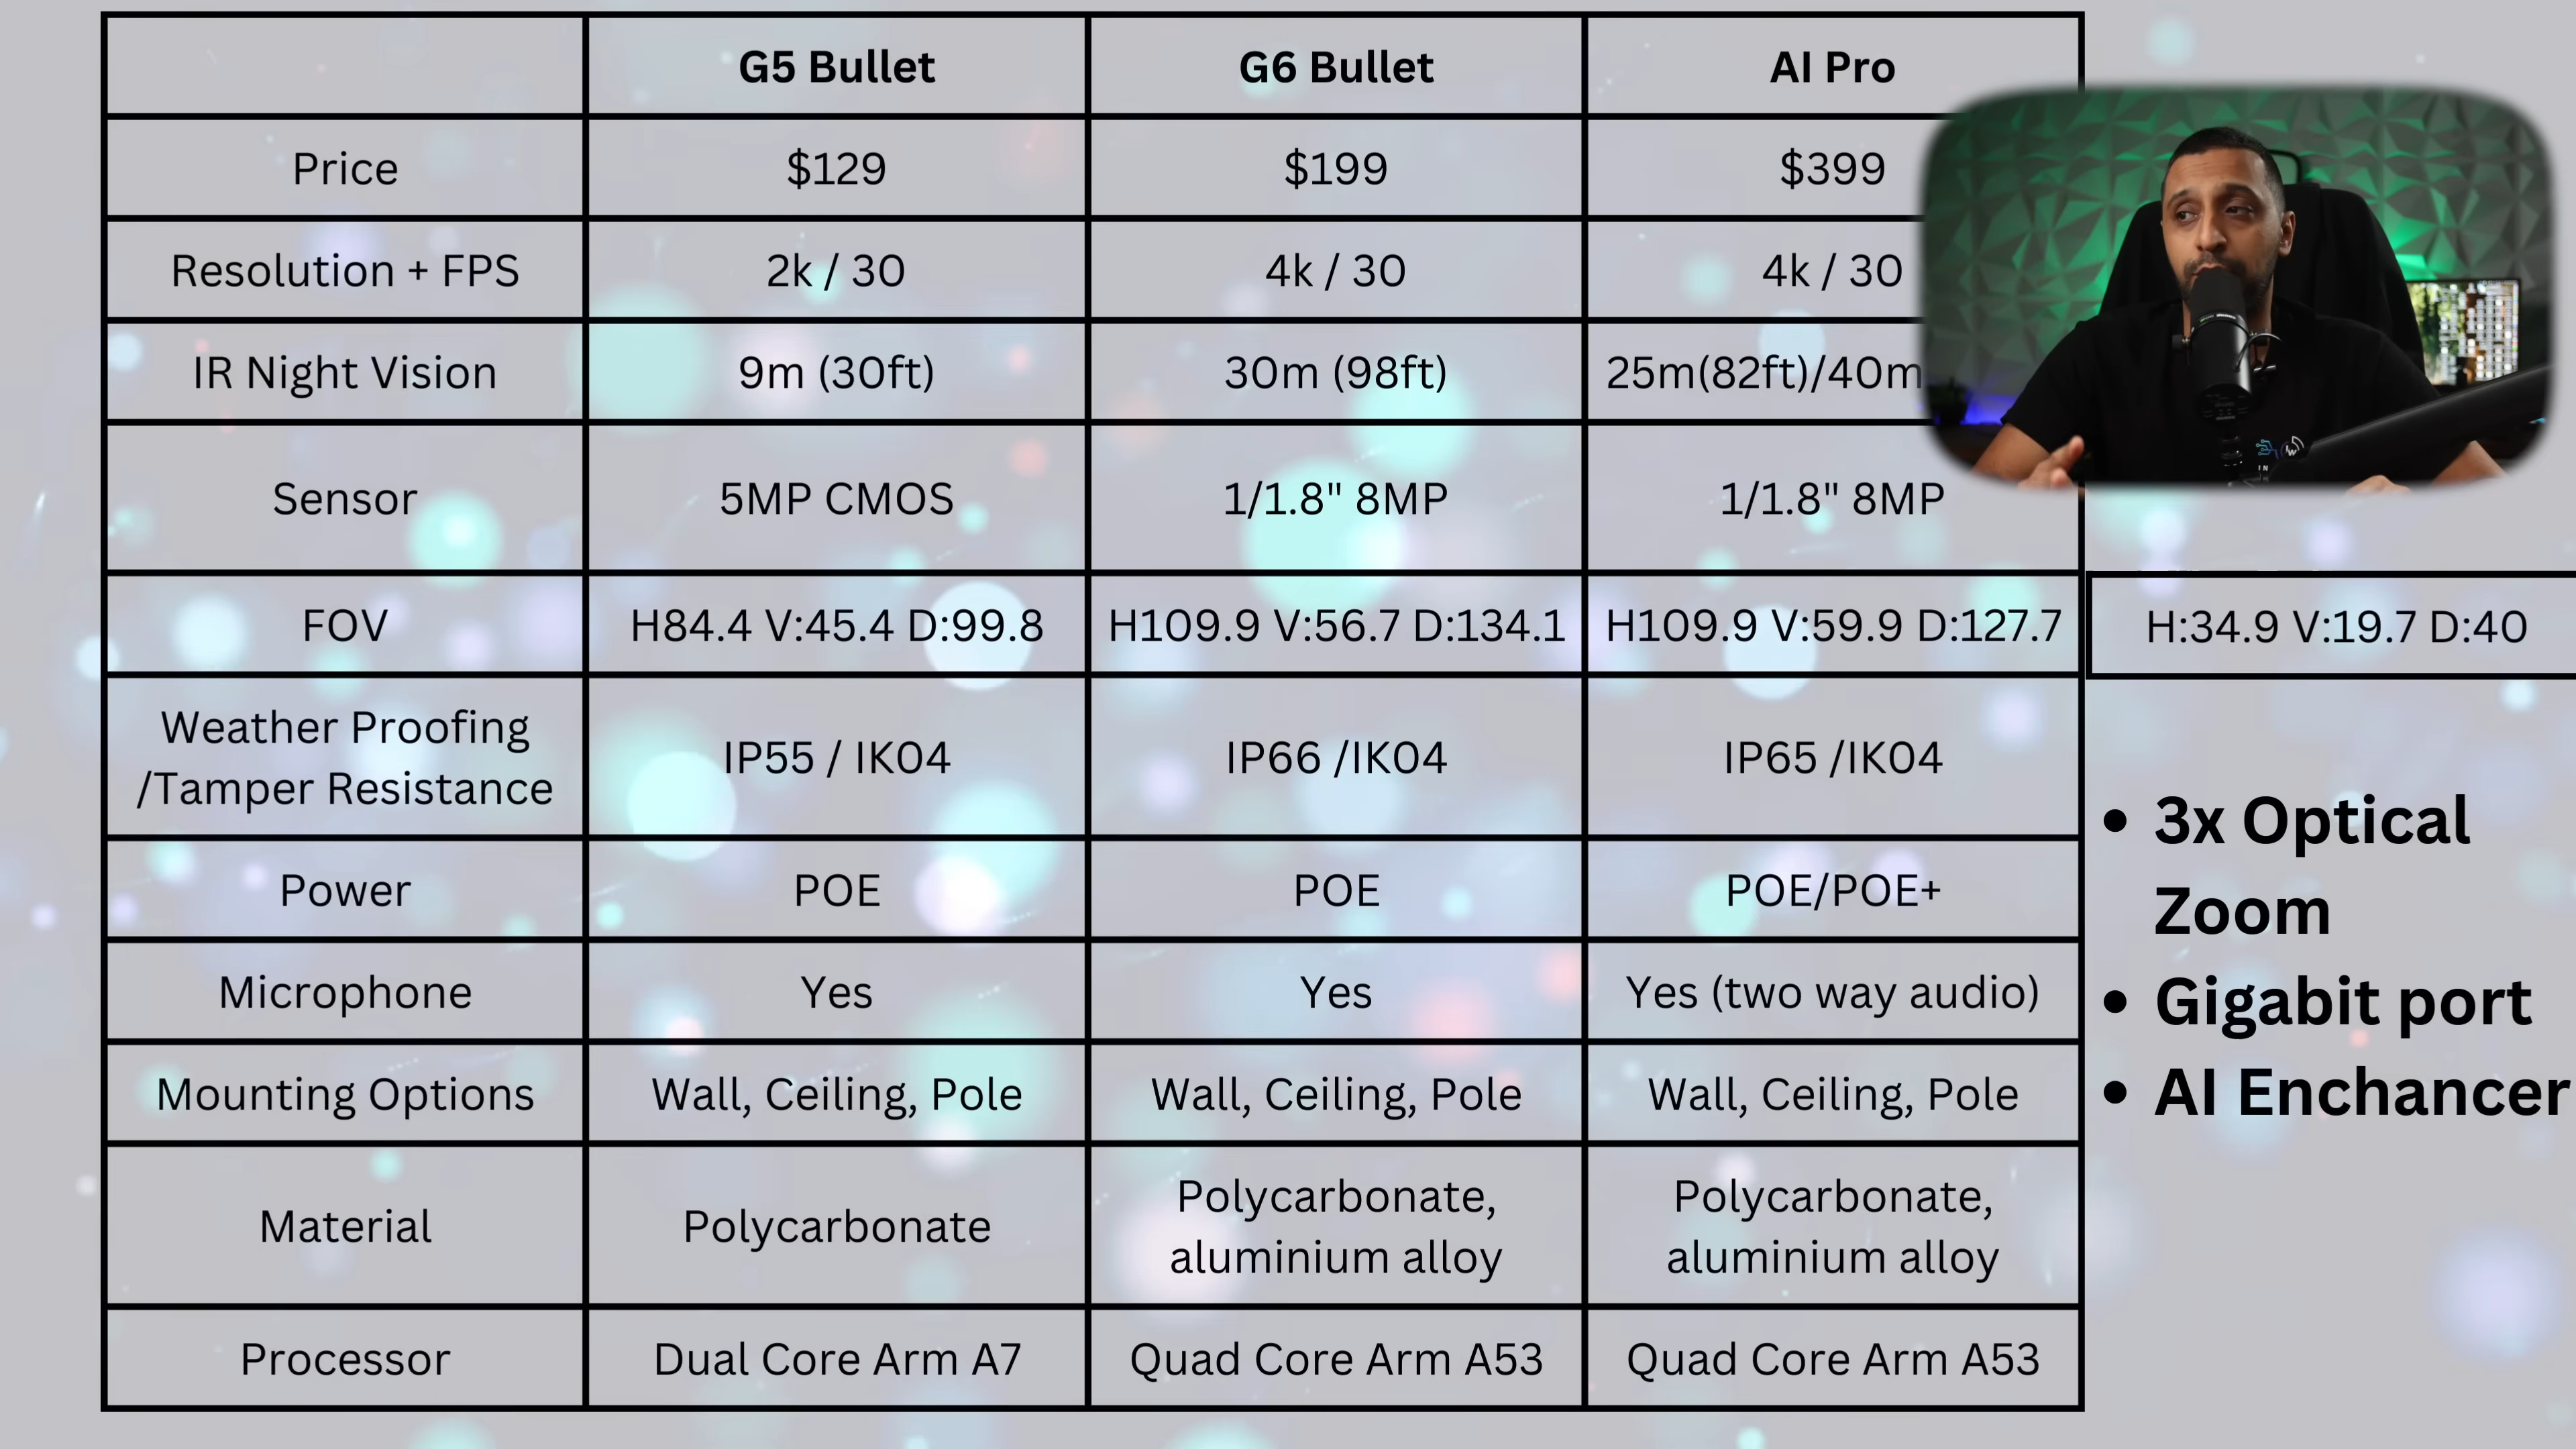 G5 Bullet G6 Bullet AI Pro
Price $129 $199 $399
Resolution + FPS 2k / 30 4k / 30 4k / 30
IR Night Vision 9m (30ft) 30m (98ft) 25m(82ft)/40m
Sensor 5MP CMOS 1/1.8" 8MP 1/1.8" 8MP
FOV H84.4 V:45.4 D:99.8 H109.9 V:56.7 D:134.1 H109.9 V:59.9 D:127.7 H:34.9 V:19.7 D:40
Weather Proofing
/Tamper Resistance IP55 / IK04 IP66 /IK04 IP65 /IK04
Power POE POE POE/POE+
Microphone Yes Yes Yes (two way audio)
Mounting Options Wall, Ceiling, Pole Wall, Ceiling, Pole Wall, Ceiling, Pole
Material Polycarbonate Polycarbonate,
aluminium alloy Polycarbonate,
aluminium alloy
Processor Dual Core Arm A7 Quad Core Arm A53 Quad Core Arm A53
• 3x Optical
Zoom
• Gigabit port
• AI Enchancer